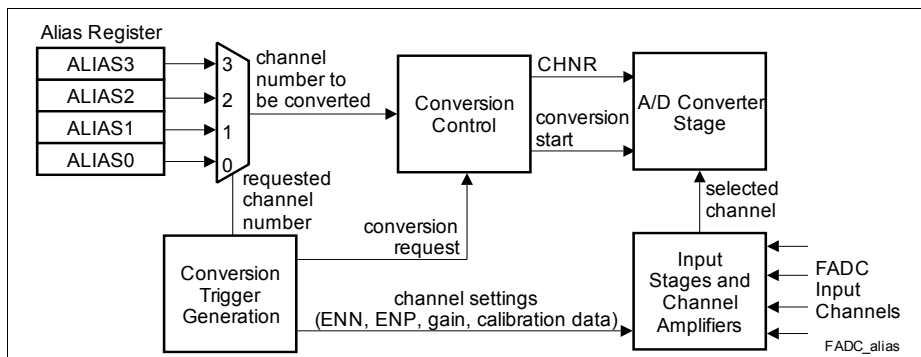 Alias Register
ALIAS3
ALIAS2
ALIAS1
ALIAS0
3
2
1
0
channel
number to
be converted
requested
channel
number
Conversion
Control
CHNR
conversion
start
A/D Converter
Stage
selected
channel
conversion
request
Conversion
Trigger
Generation
channel settings
(ENN, ENP, gain, calibration data)
Input
Stages and
Channel
Amplifiers
FADC
Input
Channels
FADC_alias